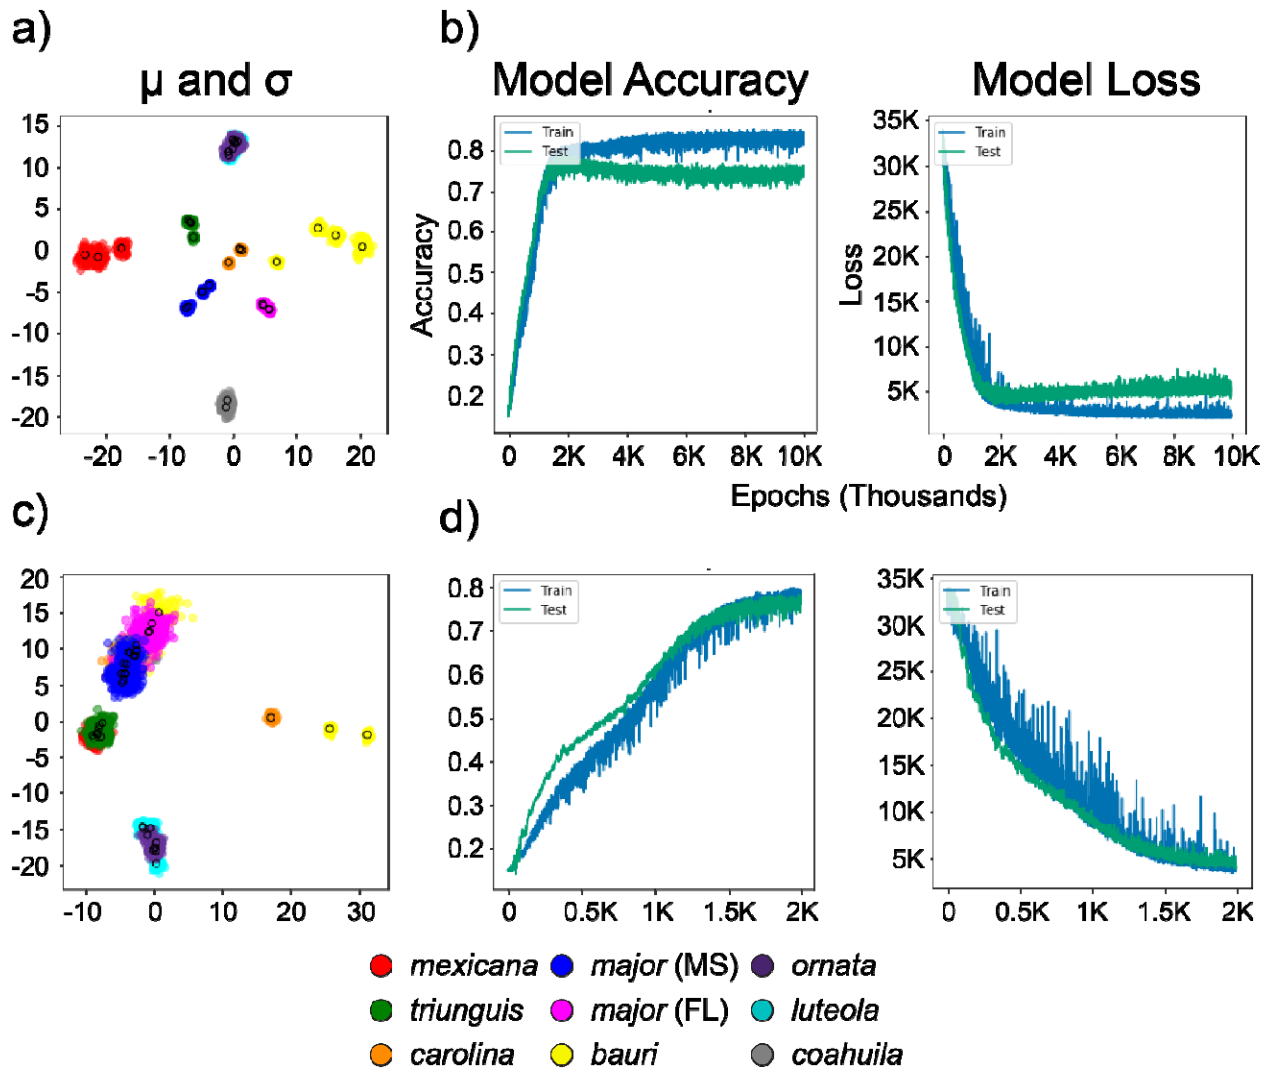 a)
b)
μ and σ
Model Accuracy
Model Loss
15
10
5
0
-5
-10
-15
-20
-20
-10
0
10
20
Accuracy
0.8
0.7
0.6
0.5
0.4
0.3
0.2
Train
Test
0
2K
4K
6K
8K
10K
Loss
35K
30K
25K
20K
15K
10K
5K
Train
Test
0
2K
4K
6K
8K
10K
Epochs (Thousands)
c)
d)
20
15
10
5
0
-5
-10
-15
-20
-10
0
10
20
30
0.8
0.7
0.6
0.5
0.4
0.3
0.2
Train
Test
0
0.5K
1K
1.5K
2K
35K
30K
25K
20K
15K
10K
5K
Train
Test
0
0.5K
1K
1.5K
2K
mexicana
major (MS)
ornata
triunguis
major (FL)
luteola
carolina
bauri
coahuila